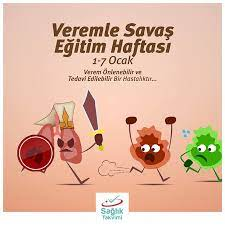 Veremle Savaş
Eğitim Haftası
1-7 Ocak
Verem Önlenebilir ve
Tedavi Edilebilir Bir Hastalıktır...
Sağlık
Takvimi